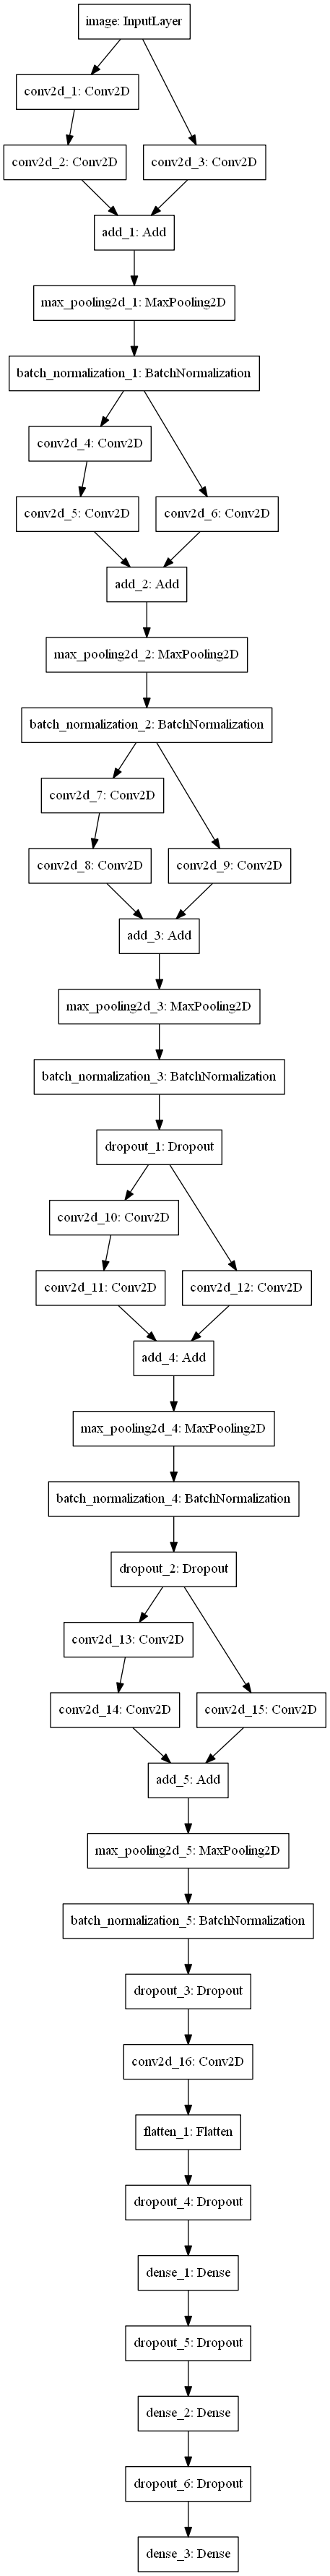 image: InputLayer
conv2d_1: Conv2D
conv2d_2: Conv2D
conv2d_3: Conv2D
add_1: Add
max_pooling2d_1: MaxPooling2D
batch_normalization_1: BatchNormalization
conv2d_4: Conv2D
conv2d_5: Conv2D
conv2d_6: Conv2D
add_2: Add
max_pooling2d_2: MaxPooling2D
batch_normalization_2: BatchNormalization
conv2d_7: Conv2D
conv2d_8: Conv2D
conv2d_9: Conv2D
add_3: Add
max_pooling2d_3: MaxPooling2D
batch_normalization_3: BatchNormalization
dropout_1: Dropout
conv2d_10: Conv2D
conv2d_11: Conv2D
conv2d_12: Conv2D
add_4: Add
max_pooling2d_4: MaxPooling2D
batch_normalization_4: BatchNormalization
dropout_2: Dropout
conv2d_13: Conv2D
conv2d_14: Conv2D
conv2d_15: Conv2D
add_5: Add
max_pooling2d_5: MaxPooling2D
batch_normalization_5: BatchNormalization
dropout_3: Dropout
conv2d_16: Conv2D
flatten_1: Flatten
dropout_4: Dropout
dense_1: Dense
dropout_5: Dropout
dense_2: Dense
dropout_6: Dropout
dense_3: Dense